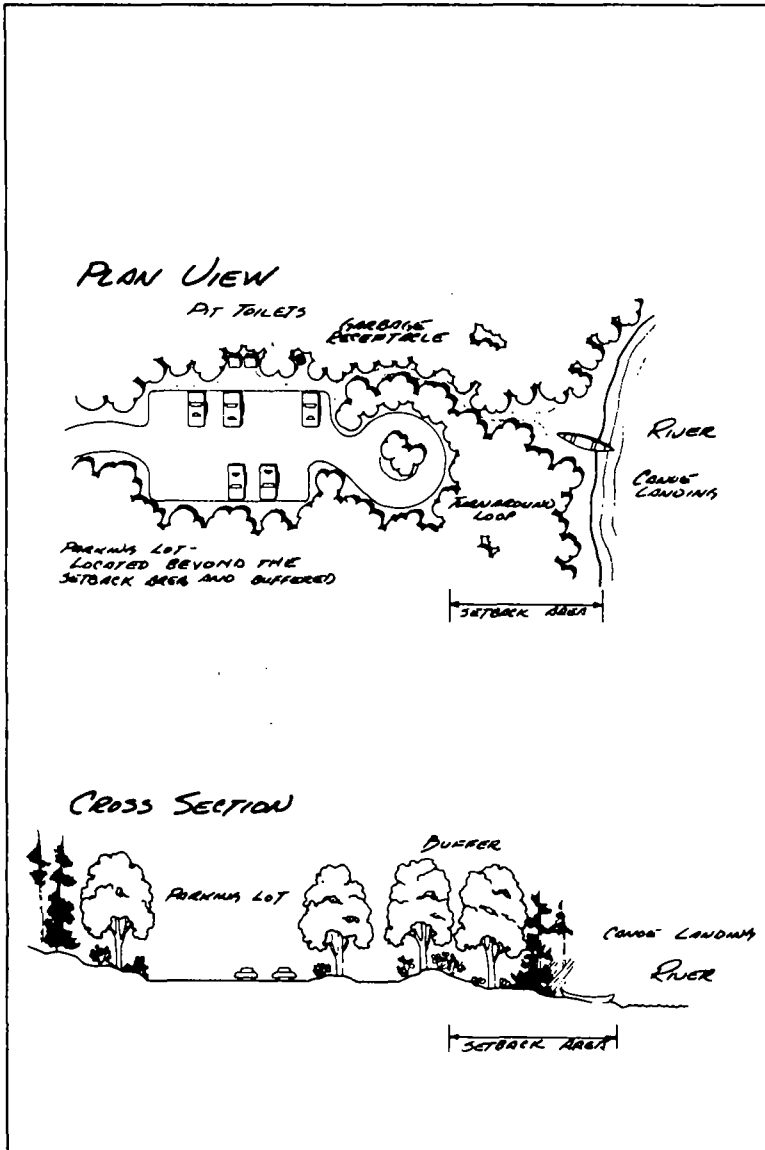 PLAN VIEW
PIT TOILETS
GARBAGE
RECEPTACLE
RIVER
CANOE
LANDING
TURNAROUND
LOOP
PARKING LOT-
LOCATED BEYOND THE
SETBACK AREA AND BUFFERED
SETBACK AREA
CROSS SECTION
BUFFER
PARKING LOT
CANOE LANDING
RIVER
SETBACK AREA